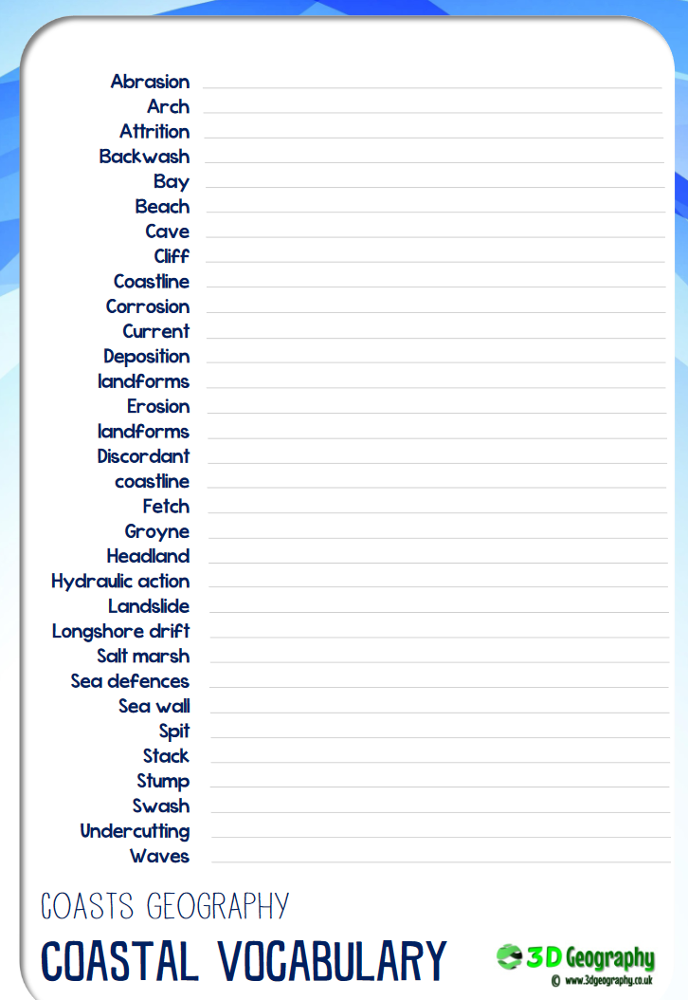 Abrasion
Arch
Attrition
Backwash
Bay
Beach
Cave
Cliff
Coastline
Corrosion
Current
Deposition
landforms
Erosion
landforms
Discordant
coastline
Fetch
Groyne
Headland
Hydraulic action
Landslide
Longshore drift
Salt marsh
Sea defences
Sea wall
Spit
Stack
Stump
Swash
Undercutting
Waves
COASTS GEOGRAPHY
COASTAL VOCABULARY
3D Geography
© www.3dgeography.co.uk